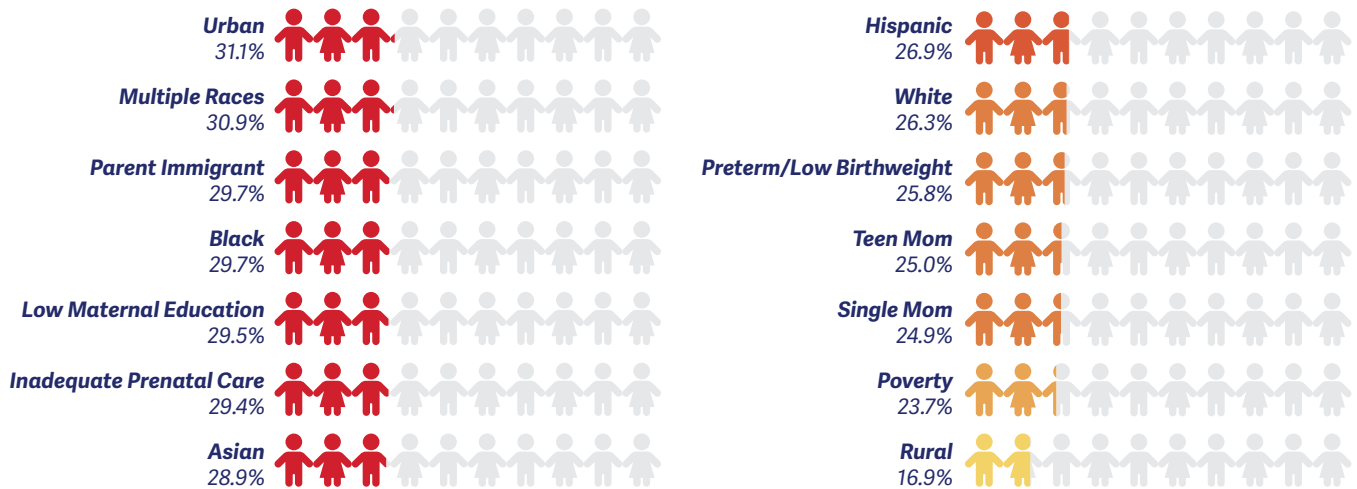 Urban
31.1%
Multiple Races
30.9%
Parent Immigrant
29.7%
Black
29.7%
Low Maternal Education
29.5%
Inadequate Prenatal Care
29.4%
Asian
28.9%
Hispanic
26.9%
White
26.3%
Preterm/Low Birthweight
25.8%
Teen Mom
25.0%
Single Mom
24.9%
Poverty
23.7%
Rural
16.9%